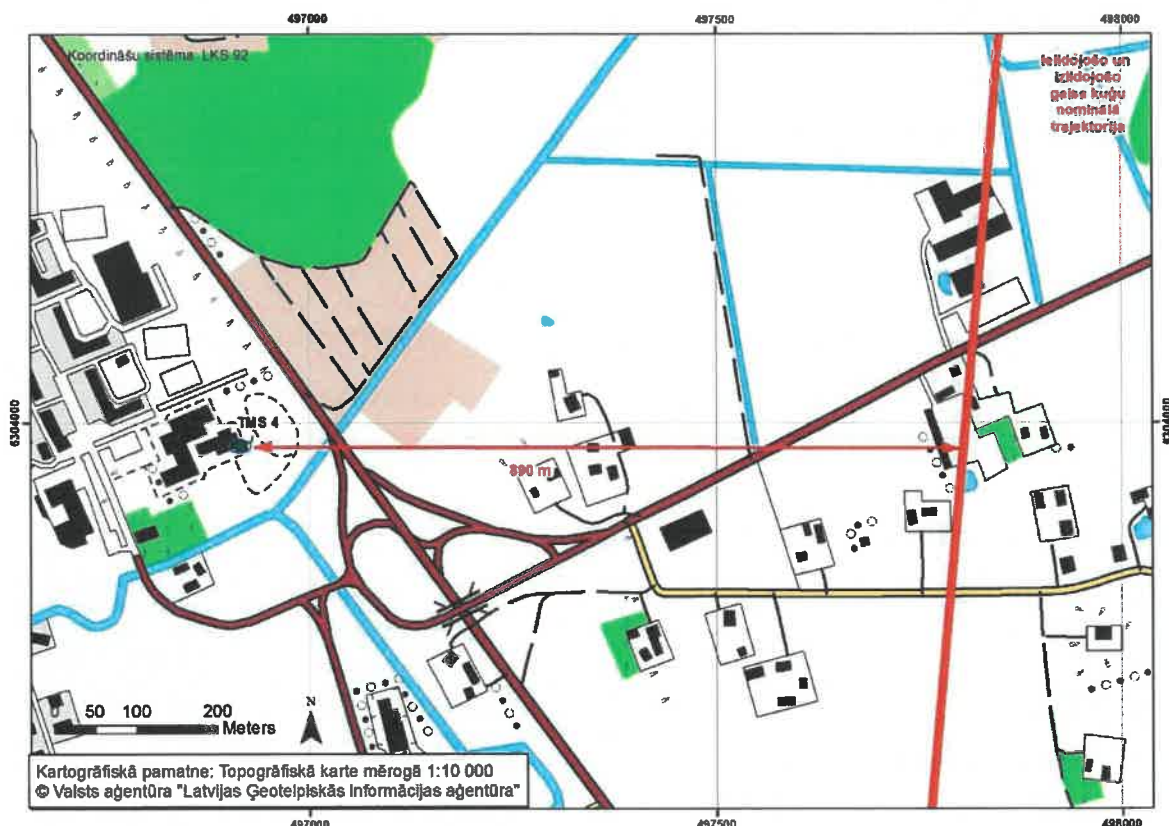 497000
497500
498000
Koordināšu sistēma LKS 92
Ielidojošo un
izlidojošo
gaisa kuģu
nominālā
trajektorija
6304000
6304000
TMS 4
890 m
N
50 100 200
Meters
Kartogrāfiskā pamatne: Topogrāfiskā karte mērogā 1:10 000
© Valsts aģentūra "Latvijas Ģeotelpiskās informācijas aģentūra"
497000
497500
498000